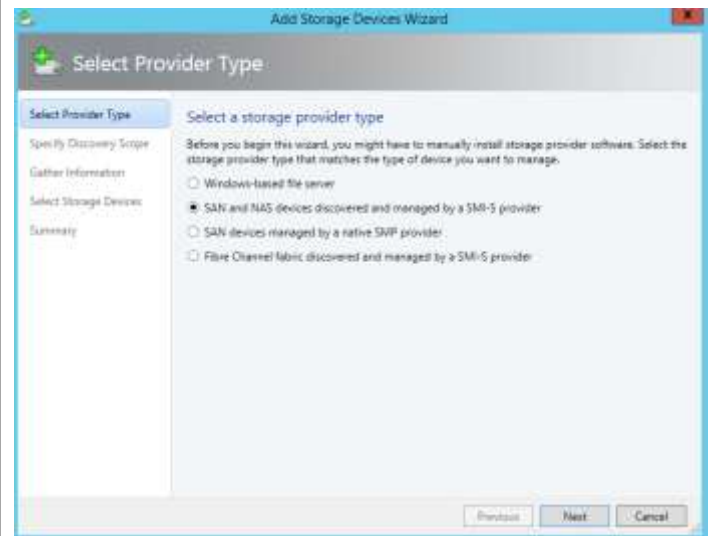 Add Storage Devices Wizard
Select Provider Type
Select Provider Type
Specify Discovery Scope
Gather Information
Select Storage Devices
Summary
Select a storage provider type
Before you begin this wizard, you might have to manually install storage provider software. Select the
storage provider type that matches the type of device you want to manage.
Windows-based file server
SAN and NAS devices discovered and managed by a SMI-S provider
SAN devices managed by a native SMP provider
Fibre Channel fabric discovered and managed by a SMI-S provider
Previous
Next
Cancel